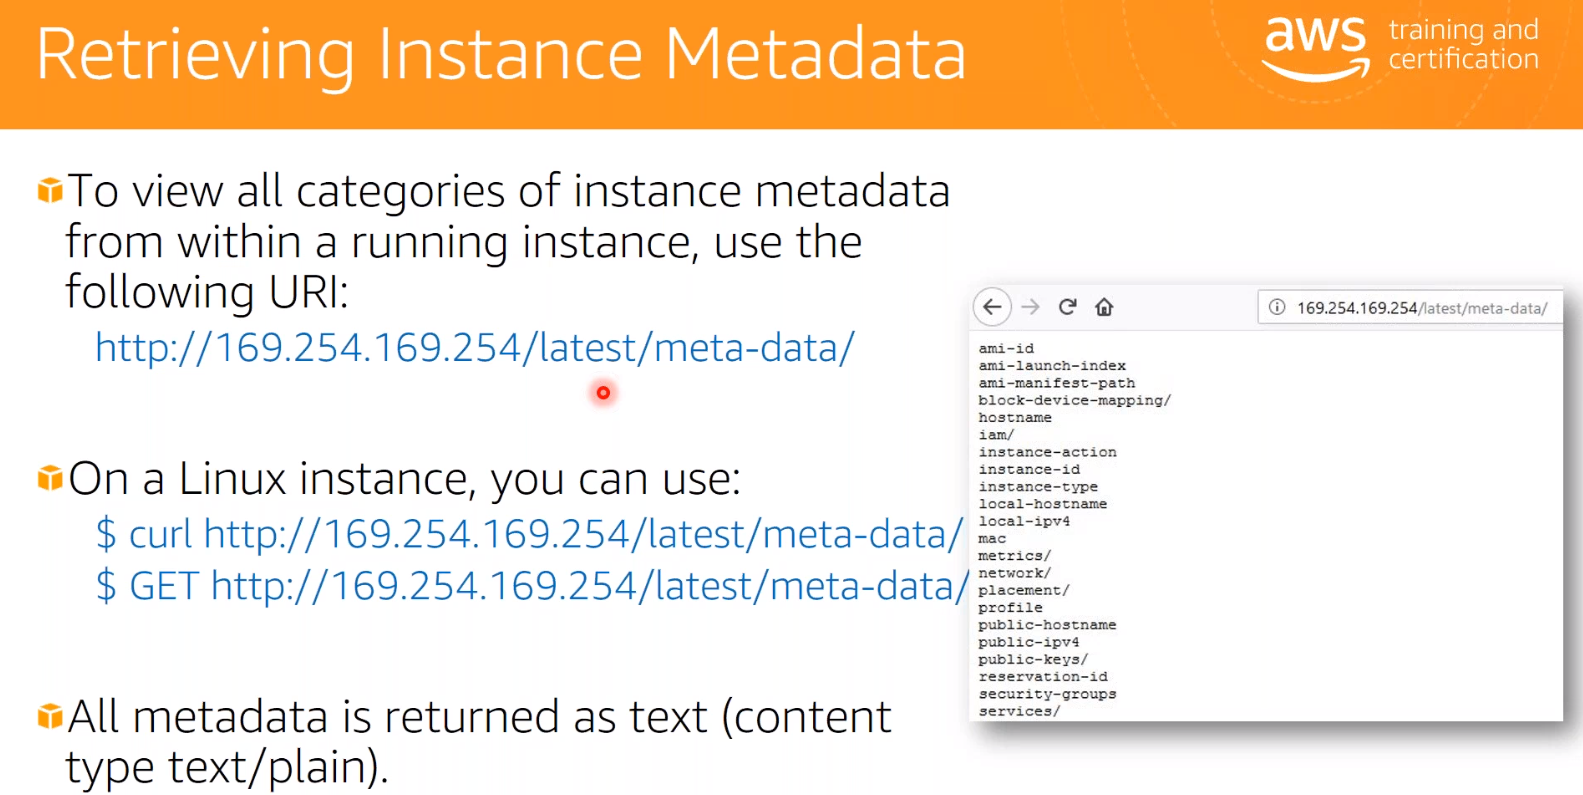 Retrieving Instance Metadata
aws training and
certification
To view all categories of instance metadata
from within a running instance, use the
following URI:
http://169.254.169.254/latest/meta-data/
On a Linux instance, you can use:
$ curl http://169.254.169.254/latest/meta-data/
$ GET http://169.254.169.254/latest/meta-data/
All metadata is returned as text (content
type text/plain).
169.254.169.254/latest/meta-data/
ami-id
ami-launch-index
ami-manifest-path
block-device-mapping/
hostname
iam/
instance-action
instance-id
instance-type
local-hostname
local-ipv4
mac
metrics/
network/
placement/
profile
public-hostname
public-ipv4
public-keys/
reservation-id
security-groups
services/